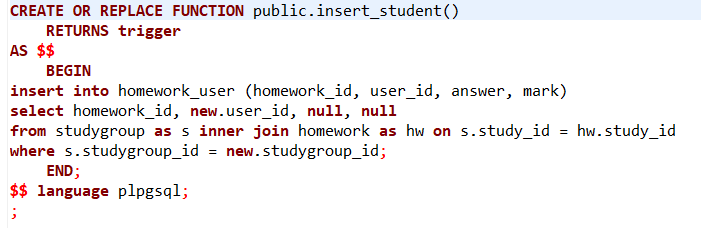 CREATE OR REPLACE FUNCTION public.insert_student()
    RETURNS trigger
AS $$
    BEGIN
insert into homework_user (homework_id, user_id, answer, mark)
select homework_id, new.user_id, null, null
from studygroup as s inner join homework as hw on s.study_id = hw.study_id
where s.studygroup_id = new.studygroup_id;
    END;
$$ language plpgsql;
;